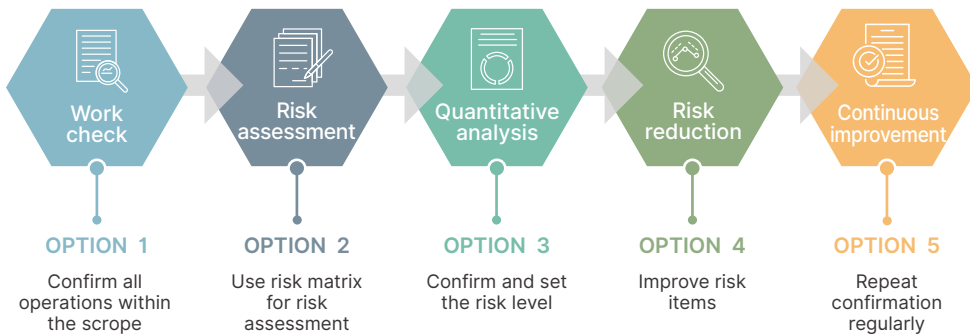 Work
check
Risk
assessment
Quantitative
analysis
Risk
reduction
Continuous
improvement
OPTION 1
Confirm all
operations within
the scrope
OPTION 2
Use risk matrix
for risk
assessment
OPTION 3
Confirm and set
the risk level
OPTION 4
Improve risk
items
OPTION 5
Repeat
confirmation
regularly